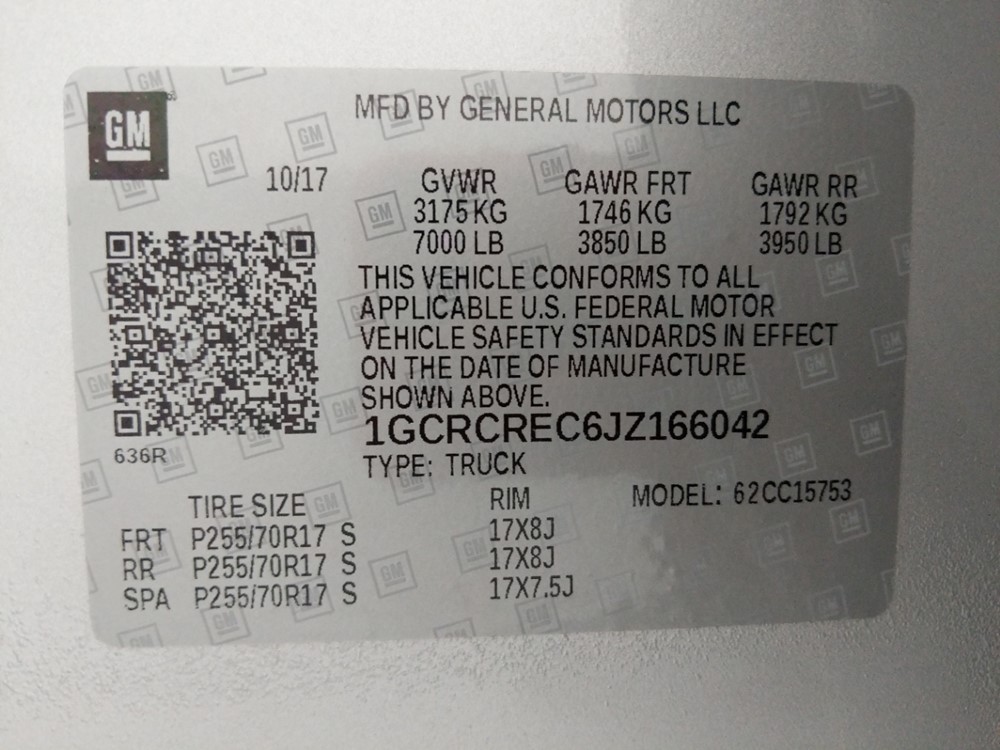 GM
MFD BY GENERAL MOTORS LLC
10/17 GVWR GAWR FRT GAWR RR
3175 KG 1746 KG 1792 KG
7000 LB 3850 LB 3950 LB
THIS VEHICLE CONFORMS TO ALL
APPLICABLE U.S. FEDERAL MOTOR
VEHICLE SAFETY STANDARDS IN EFFECT
ON THE DATE OF MANUFACTURE
SHOWN ABOVE.
1GCRCREC6JZ166042
636R
TYPE: TRUCK
TIRE SIZE RIM MODEL: 62CC15753
FRT P255/70R17 S 17X8J
RR P255/70R17 S 17X8J
SPA P255/70R17 S 17X7.5J